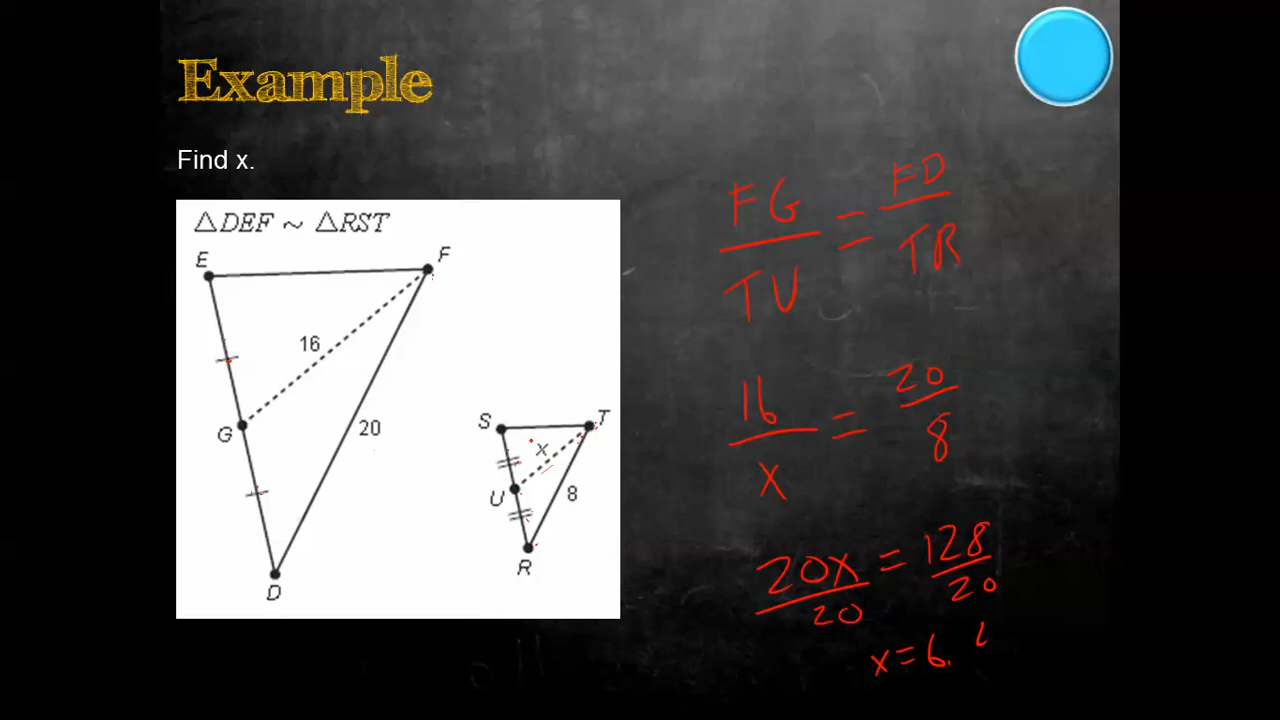 Example
Find x.
△DEF ~ △RST
E
F
16
G
20
D
S
T
x
U
8
R
FG/TU = FD/TR
16/x = 20/8
20x/20 = 128/20
x=6.